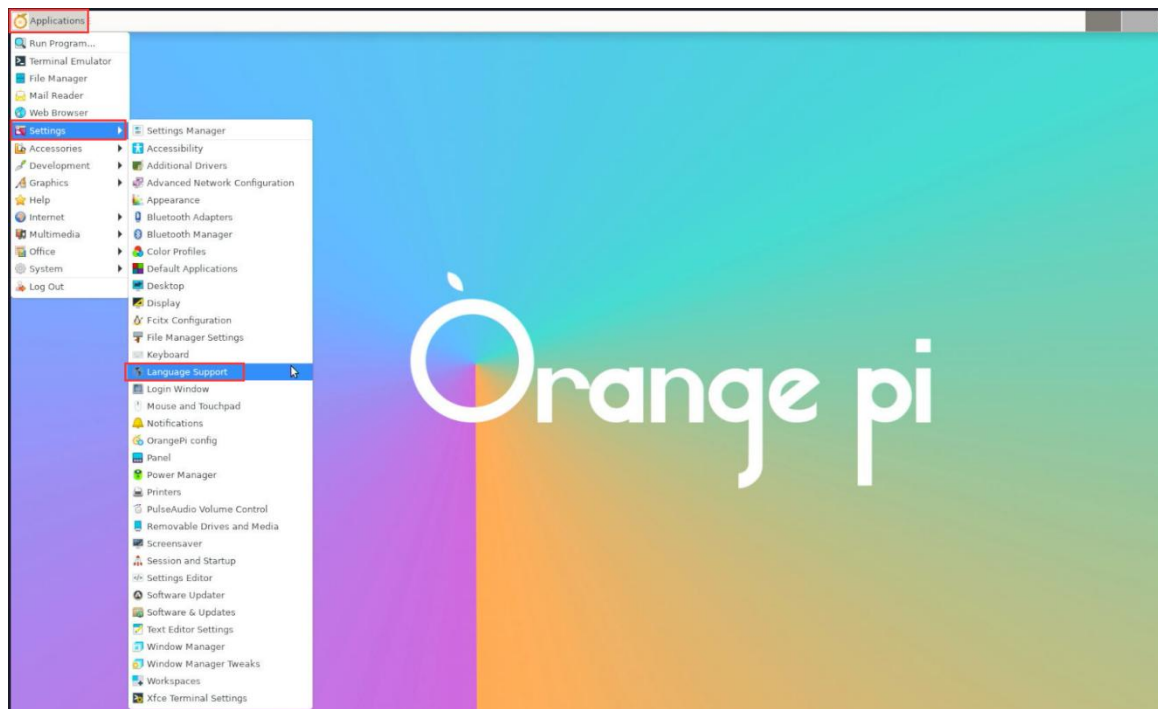 Applications
Run Program...
Terminal Emulator
File Manager
Mail Reader
Web Browser
Settings
Accessories
Development
Graphics
Help
Internet
Multimedia
Office
System
Log Out
Settings Manager
Accessibility
Additional Drivers
Advanced Network Configuration
Appearance
Bluetooth Adapters
Bluetooth Manager
Color Profiles
Default Applications
Desktop
Display
Fcitx Configuration
File Manager Settings
Keyboard
Language Support
Login Window
Mouse and Touchpad
Notifications
OrangePi config
Panel
Power Manager
Printers
PulseAudio Volume Control
Removable Drives and Media
Screensaver
Session and Startup
Settings Editor
Software Updater
Software & Updates
Text Editor Settings
Window Manager
Window Manager Tweaks
Workspaces
Xfce Terminal Settings
Orange pi